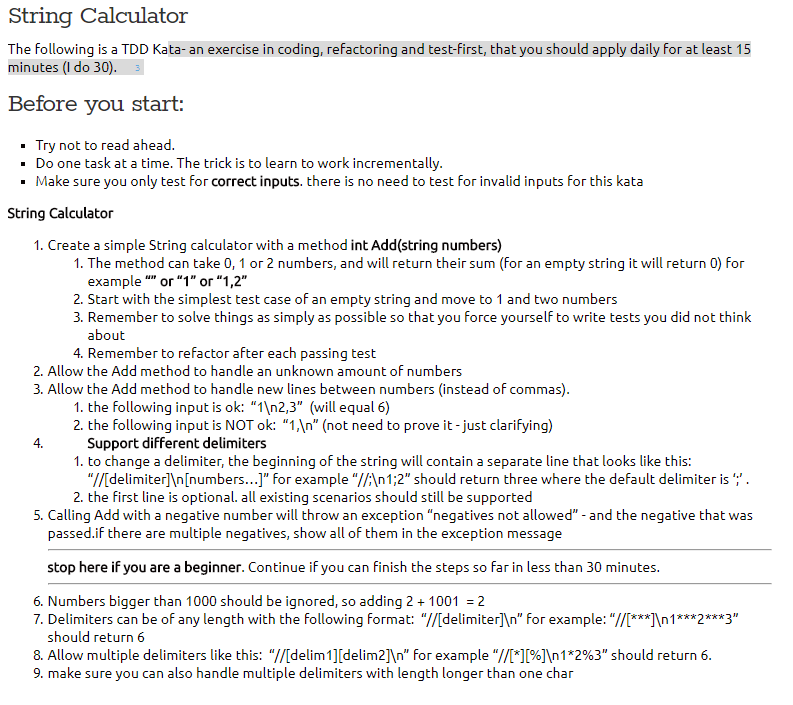 String Calculator
The following is a TDD Kata- an exercise in coding, refactoring and test-first, that you should apply daily for at least 15
minutes (I do 30). 3
Before you start:
▪ Try not to read ahead.
▪ Do one task at a time. The trick is to learn to work incrementally.
▪ Make sure you only test for correct inputs. there is no need to test for invalid inputs for this kata
String Calculator
1. Create a simple String calculator with a method int Add(string numbers)
1. The method can take 0, 1 or 2 numbers, and will return their sum (for an empty string it will return 0) for
example “” or “1” or “1,2”
2. Start with the simplest test case of an empty string and move to 1 and two numbers
3. Remember to solve things as simply as possible so that you force yourself to write tests you did not think
about
4. Remember to refactor after each passing test
2. Allow the Add method to handle an unknown amount of numbers
3. Allow the Add method to handle new lines between numbers (instead of commas).
1. the following input is ok: “1\n2,3” (will equal 6)
2. the following input is NOT ok: “1,\n” (not need to prove it - just clarifying)
4. Support different delimiters
1. to change a delimiter, the beginning of the string will contain a separate line that looks like this:
“//[delimiter]\n[numbers…]” for example “//;\n1;2” should return three where the default delimiter is ‘;’ .
2. the first line is optional. all existing scenarios should still be supported
5. Calling Add with a negative number will throw an exception “negatives not allowed” - and the negative that was
passed.if there are multiple negatives, show all of them in the exception message
stop here if you are a beginner. Continue if you can finish the steps so far in less than 30 minutes.
6. Numbers bigger than 1000 should be ignored, so adding 2 + 1001 = 2
7. Delimiters can be of any length with the following format: “//[delimiter]\n” for example: “//[***]\n1***2***3”
should return 6
8. Allow multiple delimiters like this: “//[delim1][delim2]\n” for example “//[*][%]\n1*2%3” should return 6.
9. make sure you can also handle multiple delimiters with length longer than one char